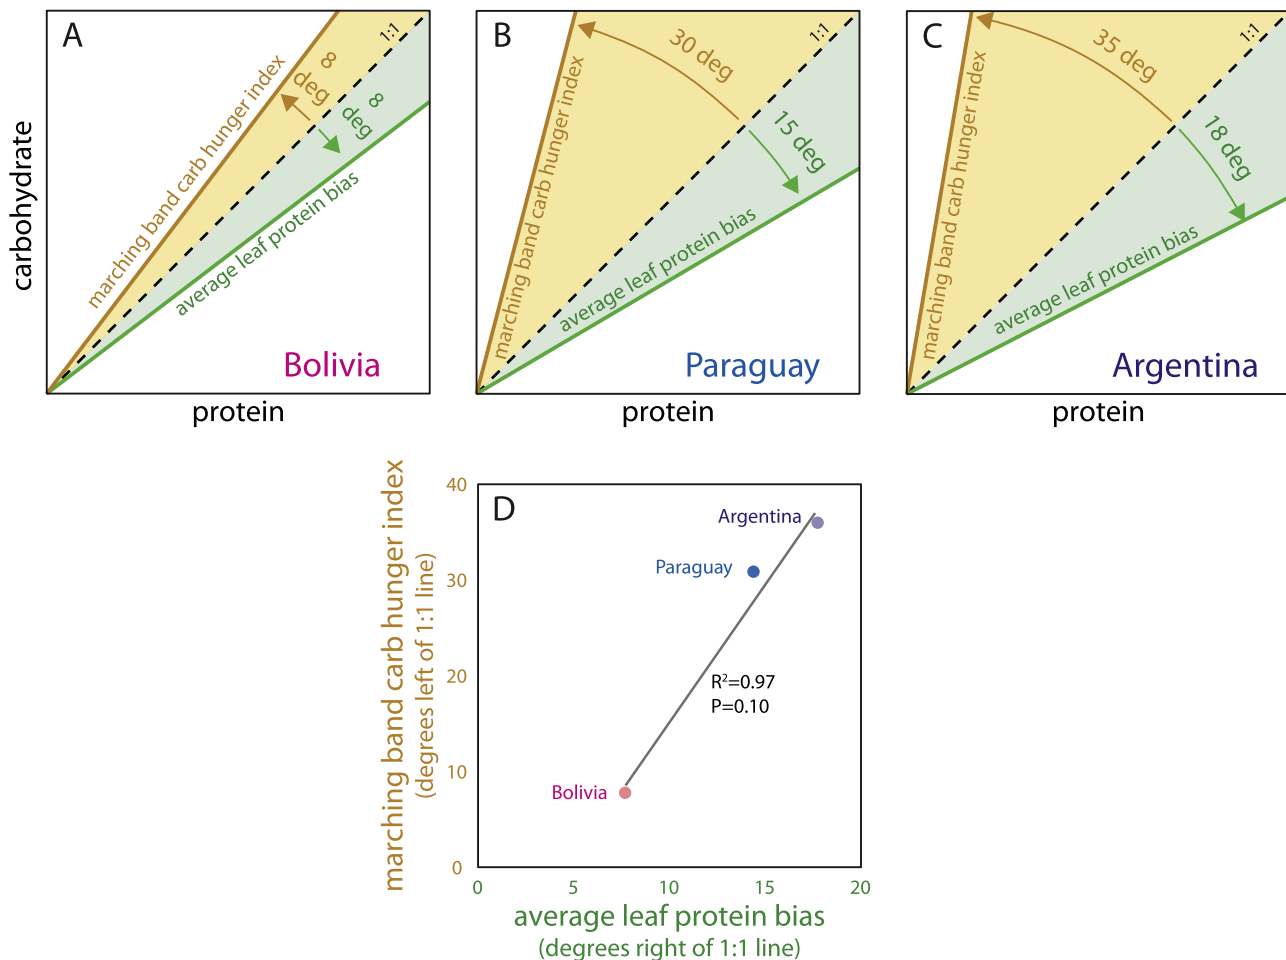 A
1:1
8
deg
8
deg
marching band carb hunger index
average leaf protein bias
Bolivia
carbohydrate
protein
B
1:1
30 deg
15 deg
marching band carb hunger index
average leaf protein bias
Paraguay
protein
C
1:1
35 deg
18 deg
marching band carb hunger index
average leaf protein bias
Argentina
protein
D
marching band carb hunger index
(degrees left of 1:1 line)
40
30
20
10
0
Argentina
Paraguay
R²=0.97
P=0.10
Bolivia
0 5 10 15 20
average leaf protein bias
(degrees right of 1:1 line)